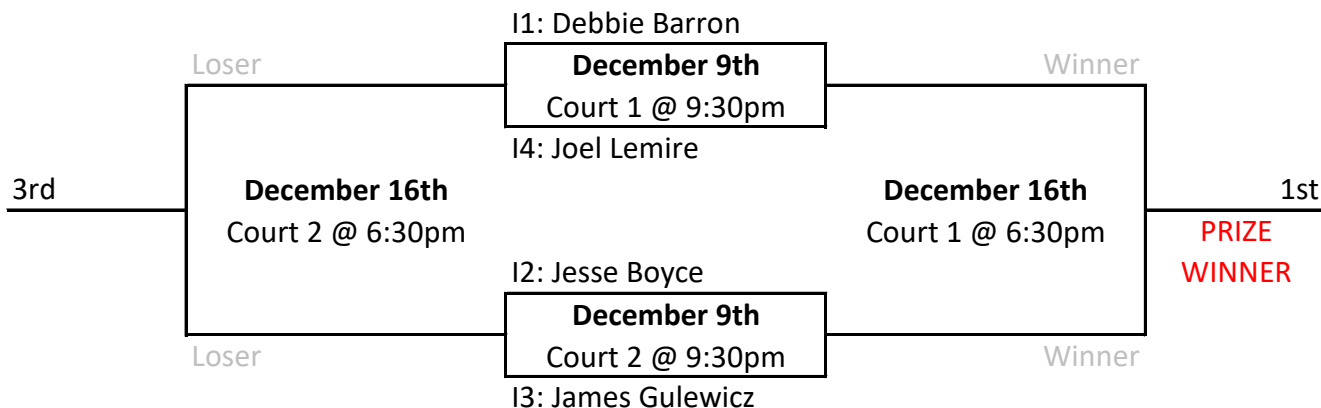 I1: Debbie Barron
Loser
December 9th
Winner
Court 1 @ 9:30pm
I4: Joel Lemire
3rd
December 16th
December 16th
1st
Court 2 @ 6:30pm
Court 1 @ 6:30pm
PRIZE
WINNER
I2: Jesse Boyce
December 9th
Loser
Court 2 @ 9:30pm
Winner
I3: James Gulewicz